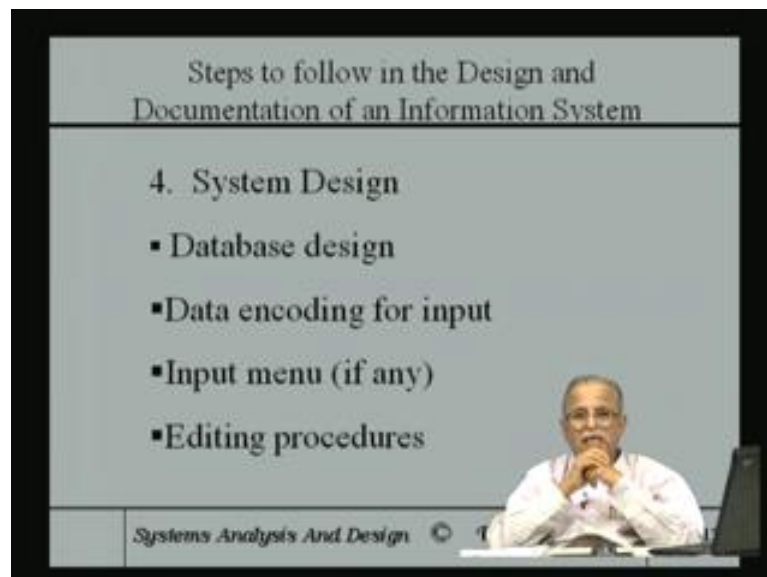 Steps to follow in the Design and
Documentation of an Information System
4. System Design
▪ Database design
▪Data encoding for input
▪Input menu (if any)
▪Editing procedures
Systems Analysis And Design ©